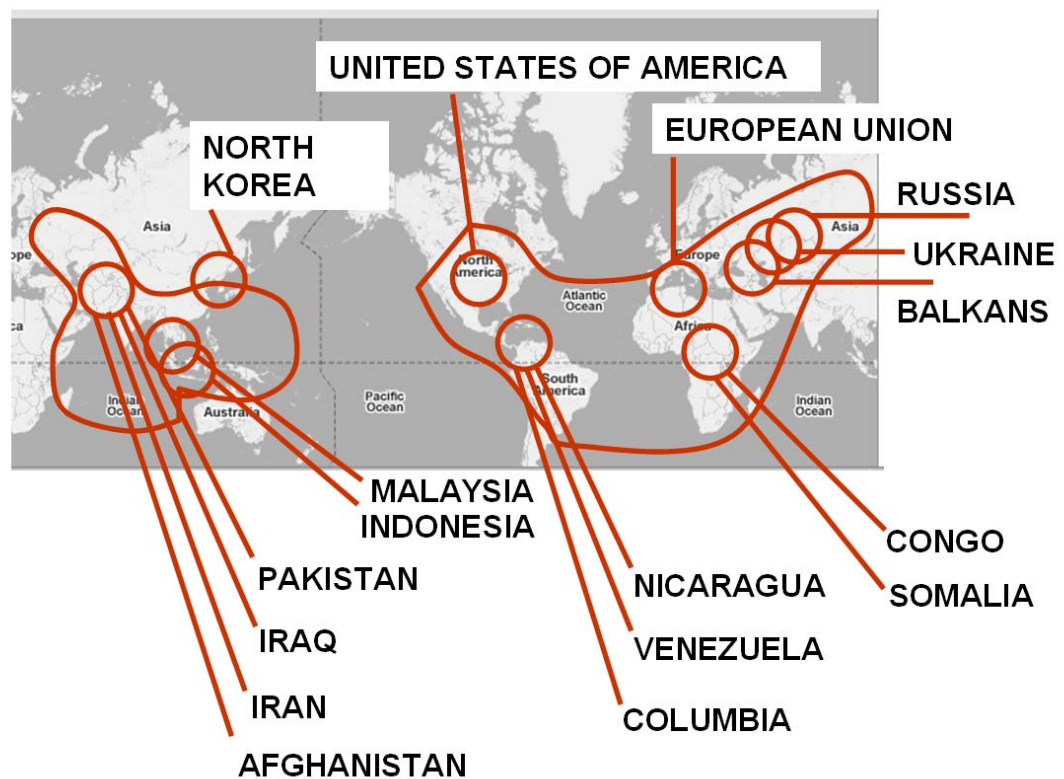 UNITED STATES OF AMERICA
EUROPEAN UNION
NORTH
KOREA
RUSSIA
Asia
Asia
UKRAINE
ope
North
America
Europe
BALKANS
Atlantic
Ocean
ca
Africa
South
America
Pacific
Ocean
Indian
Ocean
Indian
Ocean
Australia
MALAYSIA
INDONESIA
CONGO
PAKISTAN
NICARAGUA
SOMALIA
IRAQ
VENEZUELA
IRAN
COLUMBIA
AFGHANISTAN